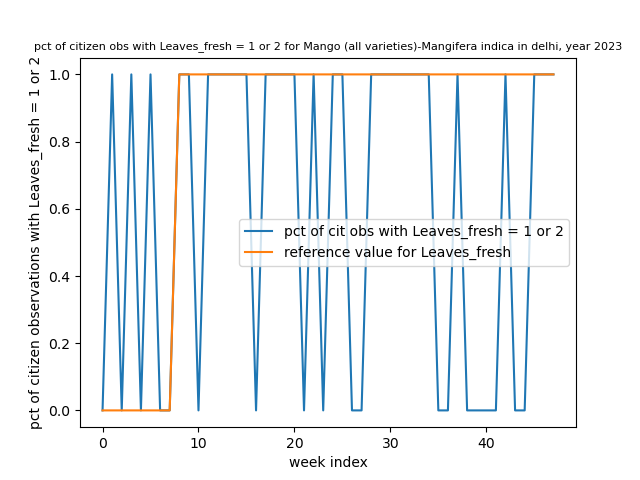 pct of citizen obs with Leaves_fresh = 1 or 2 for Mango (all varieties)-Mangifera indica in delhi, year 2023
pct of citizen observations with Leaves_fresh = 1 or 2
1.0
0.8
0.6
0.4
0.2
0.0
pct of cit obs with Leaves_fresh = 1 or 2
reference value for Leaves_fresh
0 10 20 30 40
week index